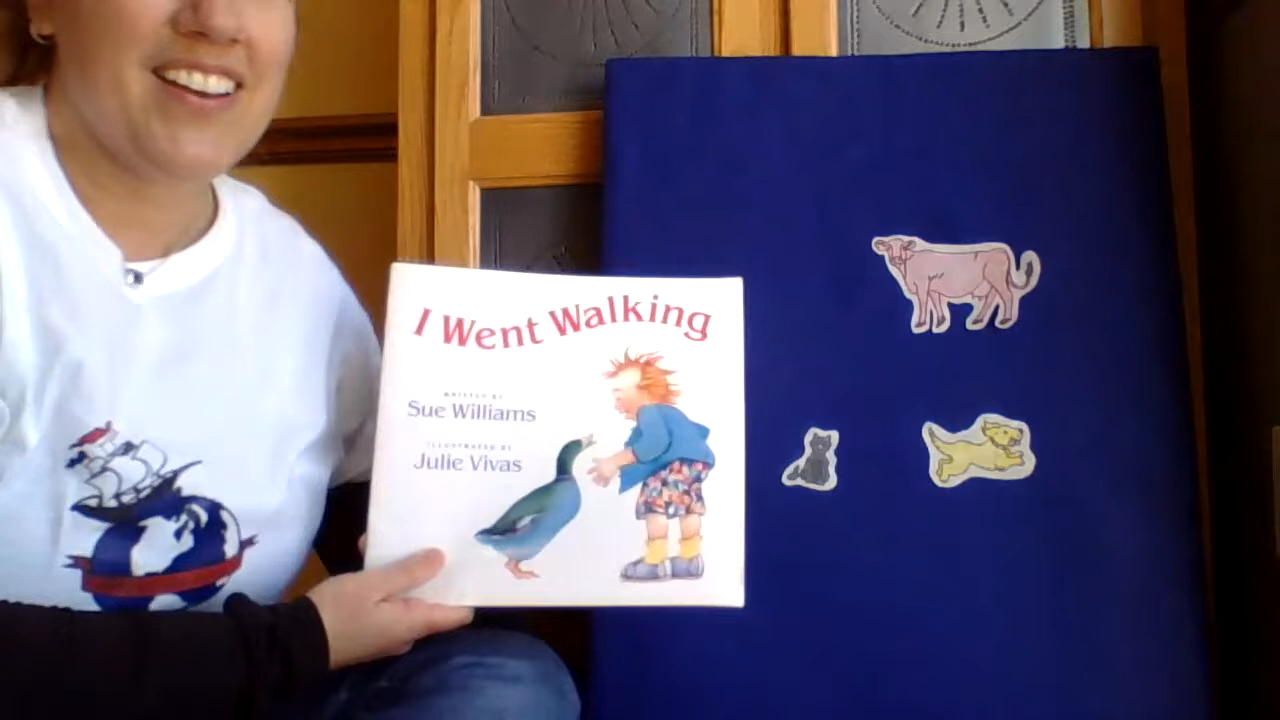 I Went Walking
WRITTEN BY
Sue Williams
ILLUSTRATED BY
Julie Vivas